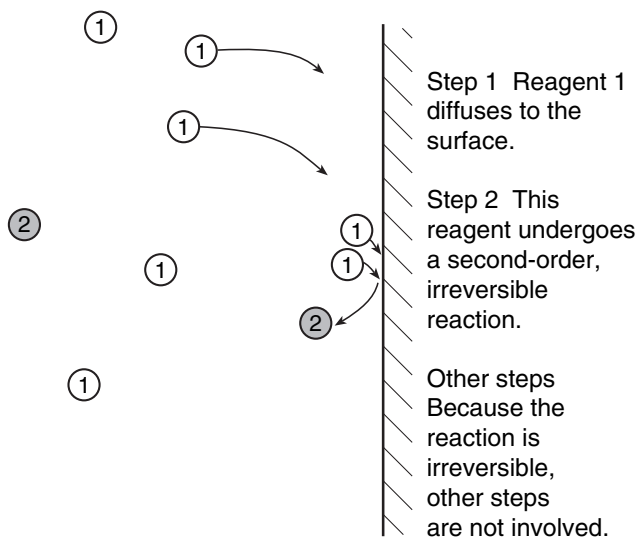 1
1
1
2
1
1
1
2
1
Step 1 Reagent 1
diffuses to the
surface.
Step 2 This
reagent undergoes
a second-order,
irreversible
reaction.
Other steps
Because the
reaction is
irreversible,
other steps
are not involved.